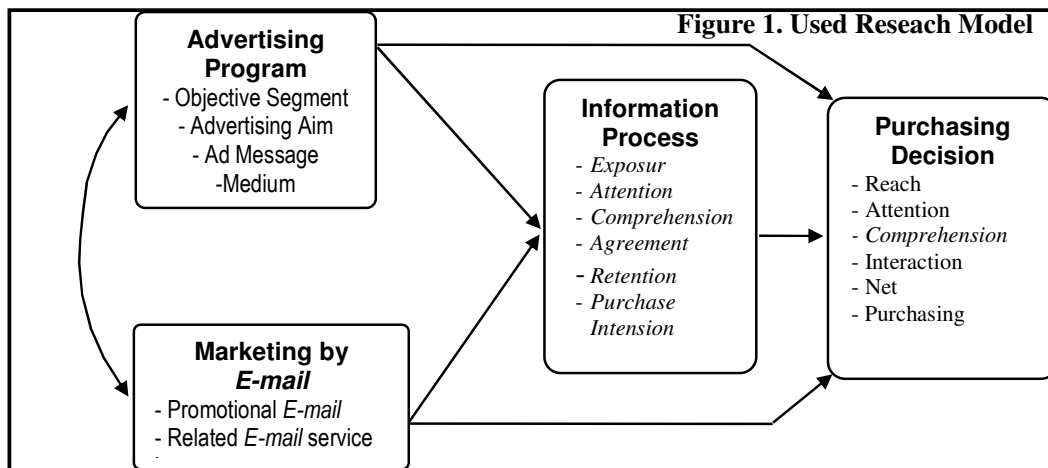 Figure 1. Used Reseach Model
Advertising
Program
- Objective Segment
- Advertising Aim
- Ad Message
-Medium
Information
Process
- Exposur
- Attention
- Comprehension
- Agreement
- Retention
- Purchase
Intension
Purchasing
Decision
- Reach
- Attention
- Comprehension
- Interaction
- Net
- Purchasing
Marketing by
E-mail
- Promotional E-mail
- Related E-mail service